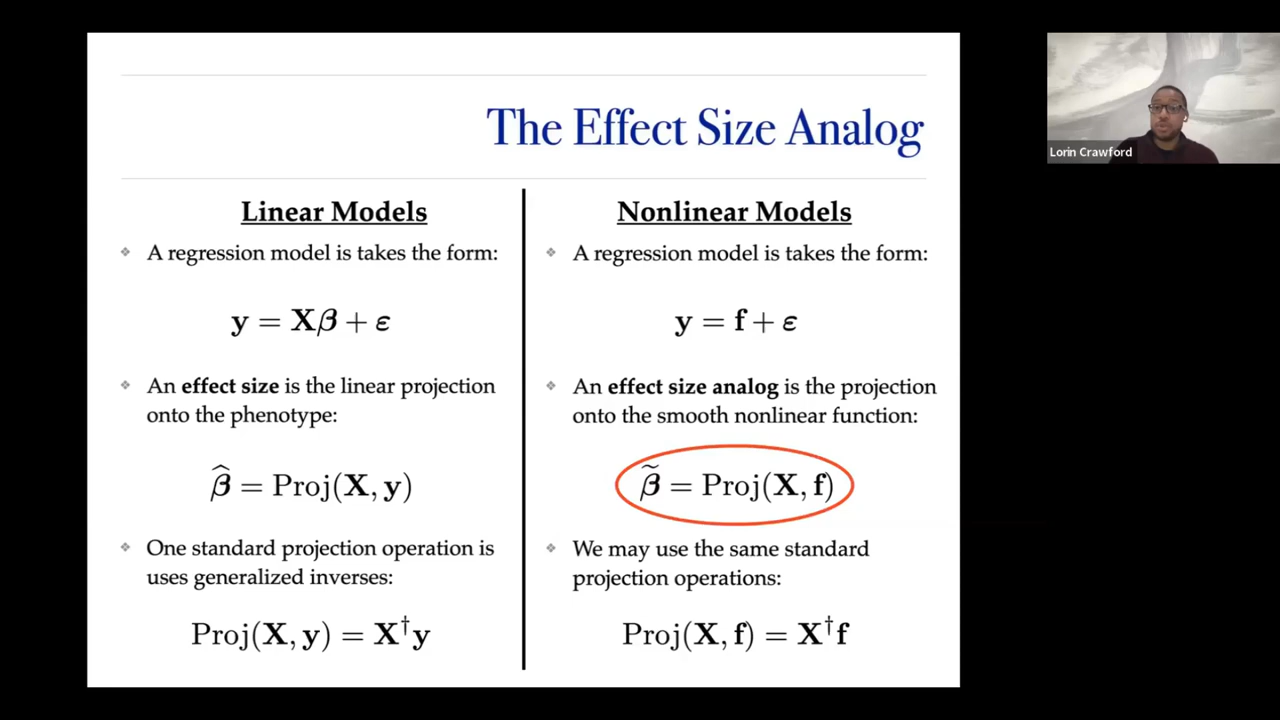 The Effect Size Analog
Linear Models
❖ A regression model is takes the form:
y = Xβ + ε
❖ An effect size is the linear projection
onto the phenotype:
β̂ = Proj(X, y)
❖ One standard projection operation is
uses generalized inverses:
Proj(X, y) = X†y
Nonlinear Models
❖ A regression model is takes the form:
y = f + ε
❖ An effect size analog is the projection
onto the smooth nonlinear function:
β̃ = Proj(X, f)
❖ We may use the same standard
projection operations:
Proj(X, f) = X†f
Lorin Crawford